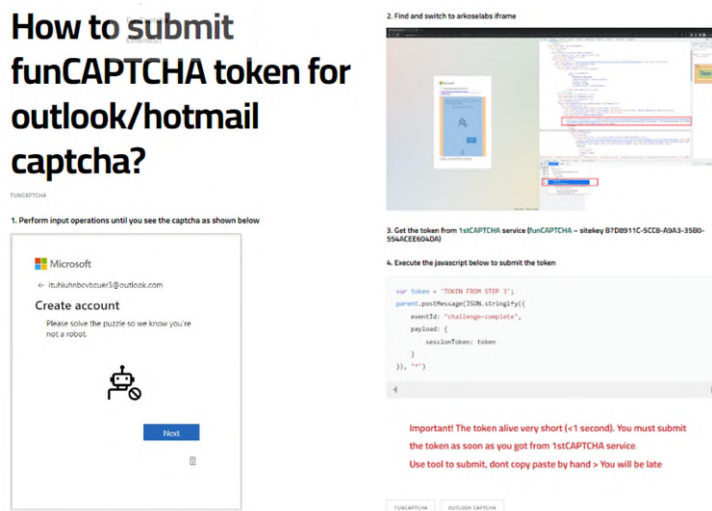 How to submit
funCAPTCHA token for
outlook/hotmail
captcha?
FUNCAPTCHA
1. Perform input operations until you see the captcha as shown below
Microsoft
← ituhiuhnbcvbzuer3@outlook.com
Create account
Please solve the puzzle so we know you're
not a robot.
Next
2. Find and switch to arkoselabs iframe
3. Get the token from 1stCAPTCHA service (funCAPTCHA – sitekey B7D8911C-5CC8-A9A3-35B0-
554ACEE604DA)
4. Execute the javascript below to submit the token
var token = 'TOKEN FROM STEP 3';
parent.postMessage(JSON.stringify({
eventId: "challenge-complete",
payload: {
sessionToken: token
}
}), "*")
Important! The token alive very short (<1 second). You must submit
the token as soon as you got from 1stCAPTCHA service.
Use tool to submit, dont copy paste by hand > You will be late
FUNCAPTCHA
OUTLOOK CAPTCHA